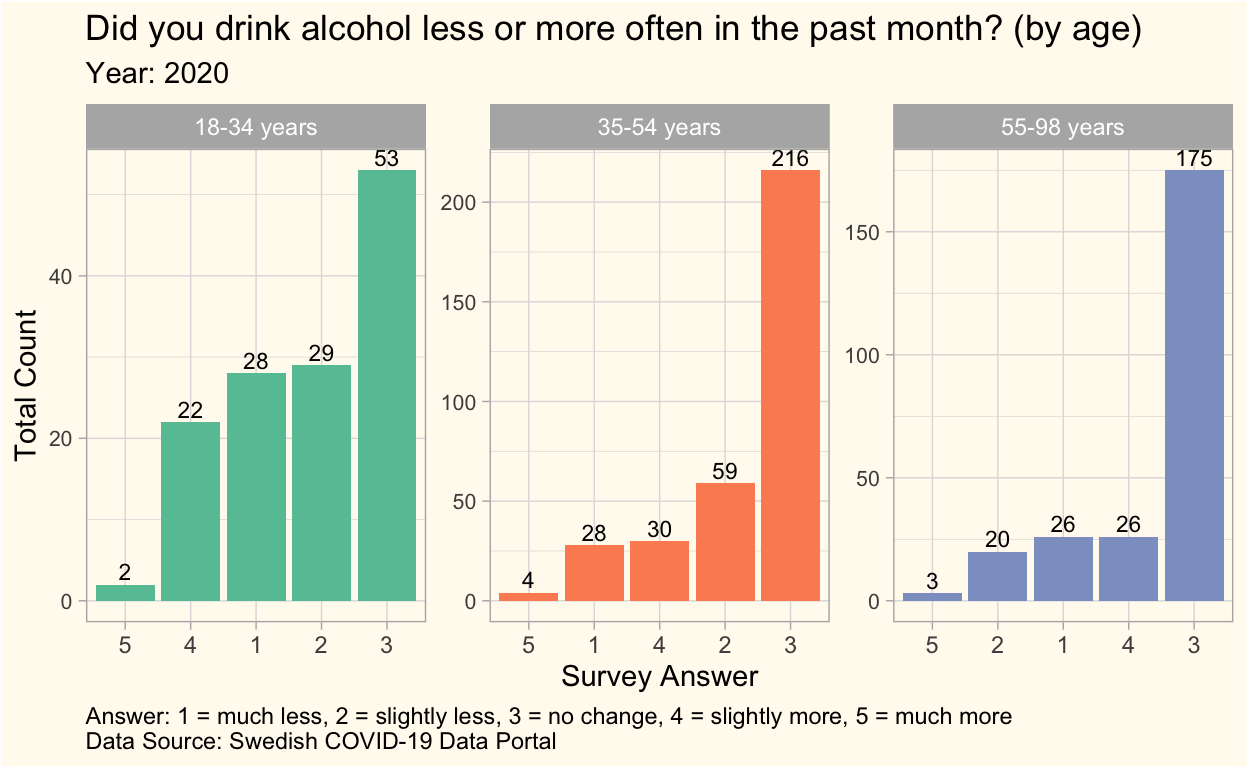 Did you drink alcohol less or more often in the past month? (by age)
Year: 2020
18-34 years
35-54 years
55-98 years
Total Count
40
20
0
2
22
28
29
53
5 4 1 2 3
200
150
100
50
0
4
28
30
59
216
5 1 4 2 3
150
100
50
0
3
20
26
26
175
5 2 1 4 3
Survey Answer
Answer: 1 = much less, 2 = slightly less, 3 = no change, 4 = slightly more, 5 = much more
Data Source: Swedish COVID-19 Data Portal